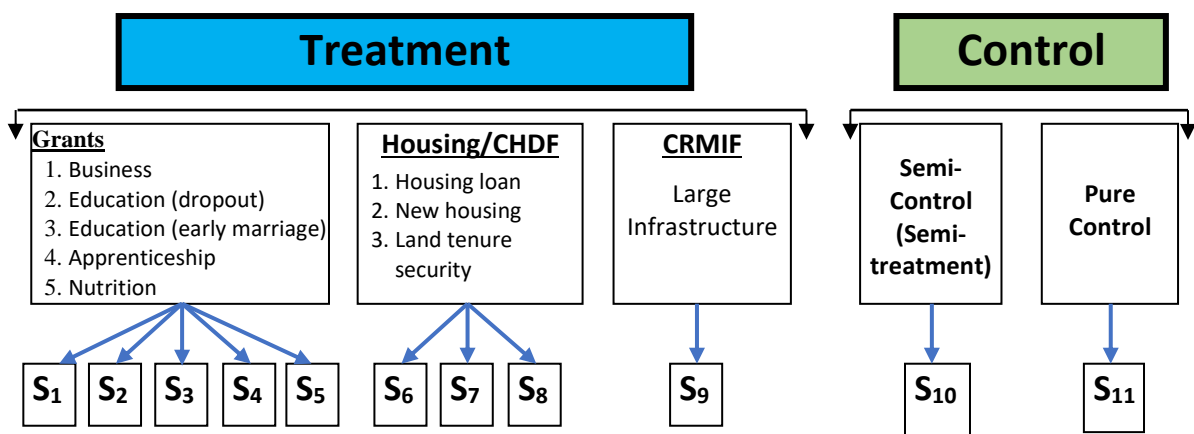 Treatment
Control
Grants
1. Business
2. Education (dropout)
3. Education (early marriage)
4. Apprenticeship
5. Nutrition
Housing/CHDF
1. Housing loan
2. New housing
3. Land tenure
security
CRMIF
Large
Infrastructure
Semi-
Control
(Semi-
treatment)
Pure
Control
S1 S2 S3 S4 S5 S6 S7 S8 S9 S10 S11